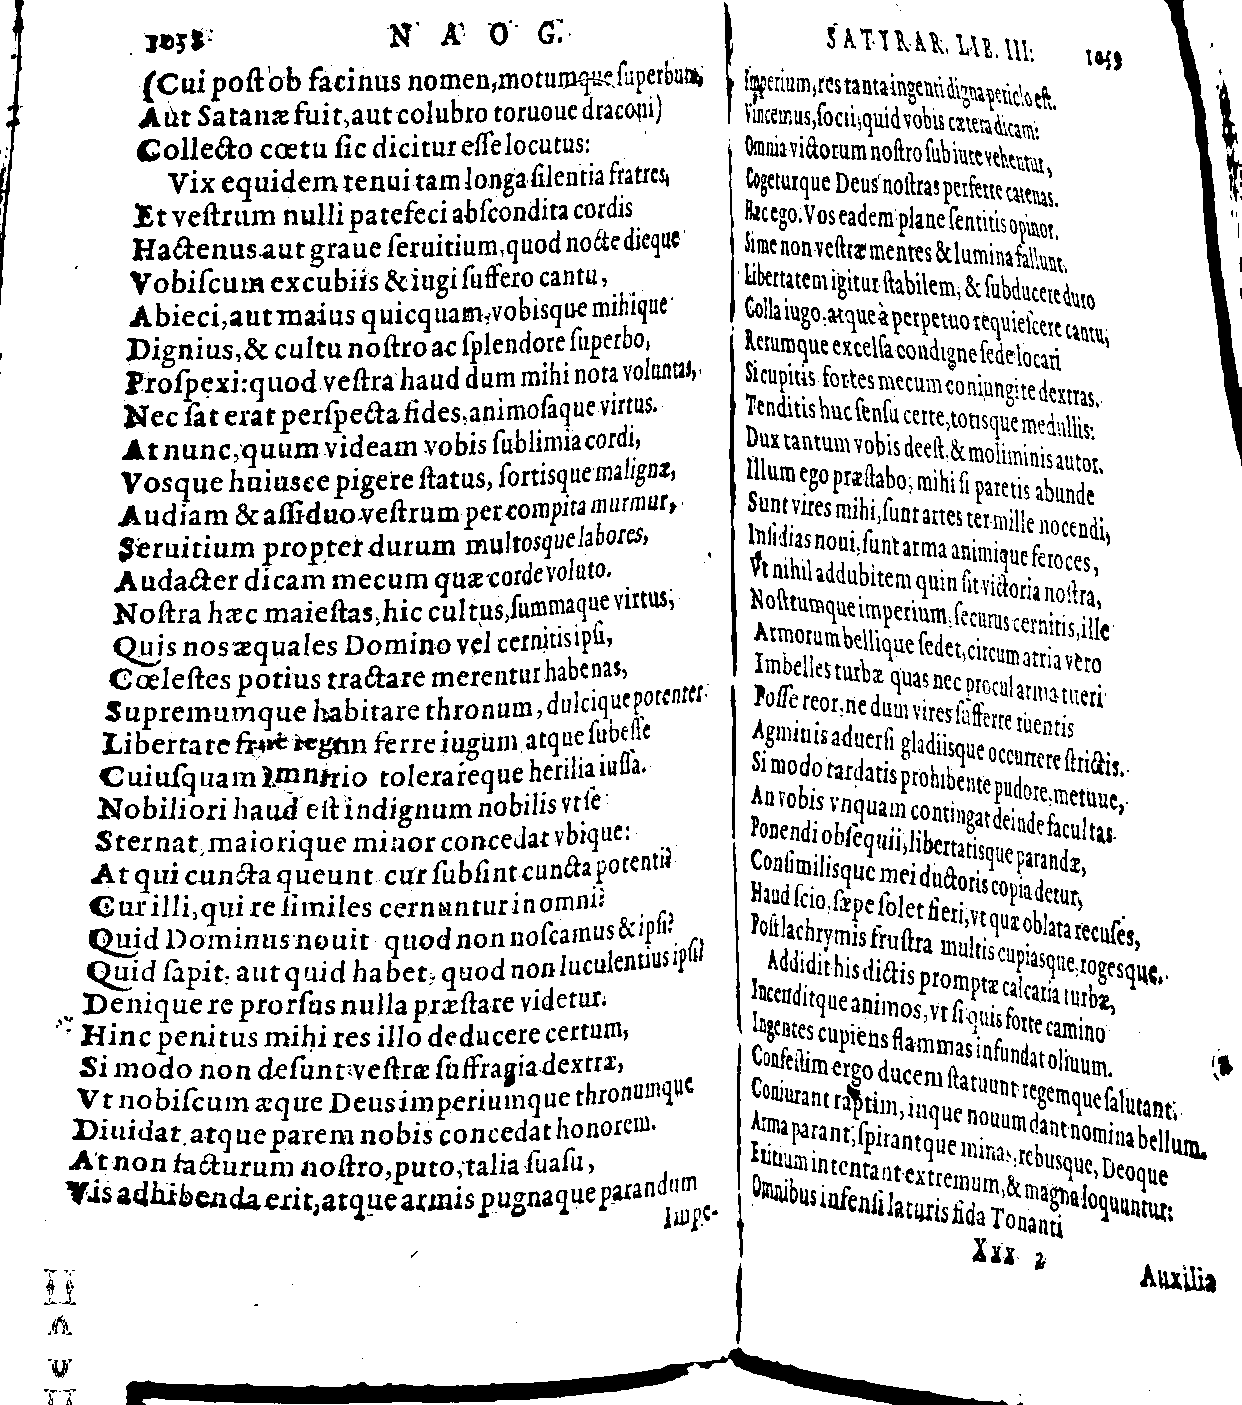 1058
N A O G.
(Cui poſt ob facinus nomen, motumque ſuperbum,
Aut Satanæ fuit, aut colubro toruoue draconi)
Collecto cœtu ſic dicitur eſſe locutus:
Vix equidem tenui tam longa ſilentia fratres,
Et veſtrum nulli patefeci abſcondita cordis
Hactenus. aut graue ſeruitium, quod nocte dieque
Vobiſcum excubiis & iugi ſuffero cantu,
Abieci, aut maius quicquam, vobisque mihique
Dignius, & cultu noſtro ac ſplendore ſuperbo,
Proſpexi: quod veſtra haud dum mihi nota voluntas,
Nec ſat erat perſpecta fides, animoſaque virtus.
At nunc, quum videam vobis ſublimia cordi,
Vosque huiusce pigere ſtatus, ſortisque malignæ,
Audiam & aſſiduo veſtrum per compita murmur,
Seruitium propter durum multosque labores,
Audacter dicam mecum quæ corde voluto.
Noſtra hæc maieſtas, hic cultus, ſummaque virtus,
Quis nos æquales Domino vel cernitis ipſi,
Cœleſtes potius tractare merentur habenas,
Supremumque habitare thronum, dulcique potenter
Libertate frui regnn ferre iugum atque ſubeſſe
Cuiuſquam tolerareque herilia iuſſa.
Nobiliori haud eſt indignum nobilis vt ſe
Sternat, maiorique minor concedat vbique:
At qui cuncta queunt cur ſubſint cuncta potenti?
Cur illi, qui re ſimiles cernuntur in omni?
Quid Dominus nouit quod non noſcamus & ipſi?
Quid ſapit, aut quid habet, quod non luculentius ipſi?
Denique re prorſus nulla præſtare videtur.
Hinc penitus mihi res illo deducere certum,
Si modo non deſunt veſtræ ſuffragia dextræ,
Vt nobiſcum æque Deus imperiumque thronumque
Diuidat, atque parem nobis concedat honorem.
At non facturum noſtro, puto, talia ſuaſu,
Vis adhibenda erit, atque armis pugnaque parandum
Impe-
SATIRAR. LIB. III.
1059
Imperium, res tanta ingenti digna periclo eſt.
Vincemus, ſocii, quid vobis cætera dicam:
Omnia victorum noſtro ſub iure vehentur,
Cogeturque Deus noſtras perferre catenas.
Hæc ego. Vos eadem plane ſentitis opinor,
Si me non veſtræ mentes & lumina fallunt.
Libertatem igitur ſtabilem, & ſubducere duro
Colla iugo, atque à perpetuo requieſcere cantu,
Rerumque excelſa condigne ſede locari
Si cupitis fortes mecum coniungite dextras.
Tenditis huc ſenſu certe, totisque medullis:
Dux tantum vobis deeſt, & moliminis autor.
Illum ego præſtabo, mihi ſi paretis abunde
Sunt vires mihi, ſunt artes ter mille nocendi,
Inſidias noui, ſunt arma animique feroces,
Vt nihil addubitem quin ſit victoria noſtra,
Noſtrumque imperium, ſecurus cernitis, ille
Armorum bellique ſedet, circum atria vero
Imbelles turbæ quas nec procul arma tueri
Poſſe reor, ne dum vires ſufferre ruentis
Agminis aduerſi gladiisque occurrere ſtrictis.
Si modo tardatis prohibente pudore, metuue,
An vobis vnquam contingat deinde facultas
Ponendi obſequii, libertatisque parandæ,
Conſimilisque mei ductoris copia detur,
Haud ſcio, ſæpe ſolet fieri, vt quæ oblata recuſes,
Poſt lachrymis fruſtra multis cupiasque, rogesque.
Addidit his dictis promptæ calcaria turbæ,
Incenditque animos, vt ſi quis forte camino
Ingentes cupiens flammas infundat oliuum.
Confeſtim ergo ducem ſtatuunt regemque ſalutant.
Coniurant raptim, inque nouum dant nomina bellum.
Arma parant, ſpirantque minas, rebusque, Deoque
Exitium intentant extremum, & magna loquuntur:
Omnibus infenſi laturis fida Tonanti
Xxx 2
Auxilia